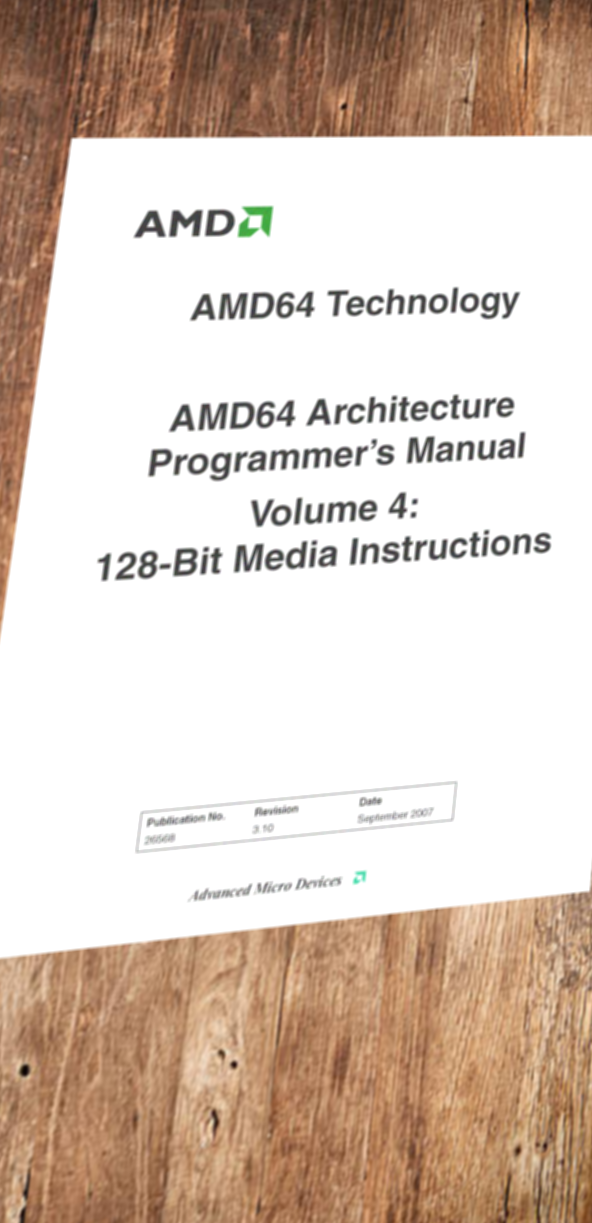 AMD
AMD64 Technology
AMD64 Architecture
Programmer’s Manual
Volume 4:
128-Bit Media Instructions
Publication No. Revision Date
26568 3.10 September 2007
Advanced Micro Devices